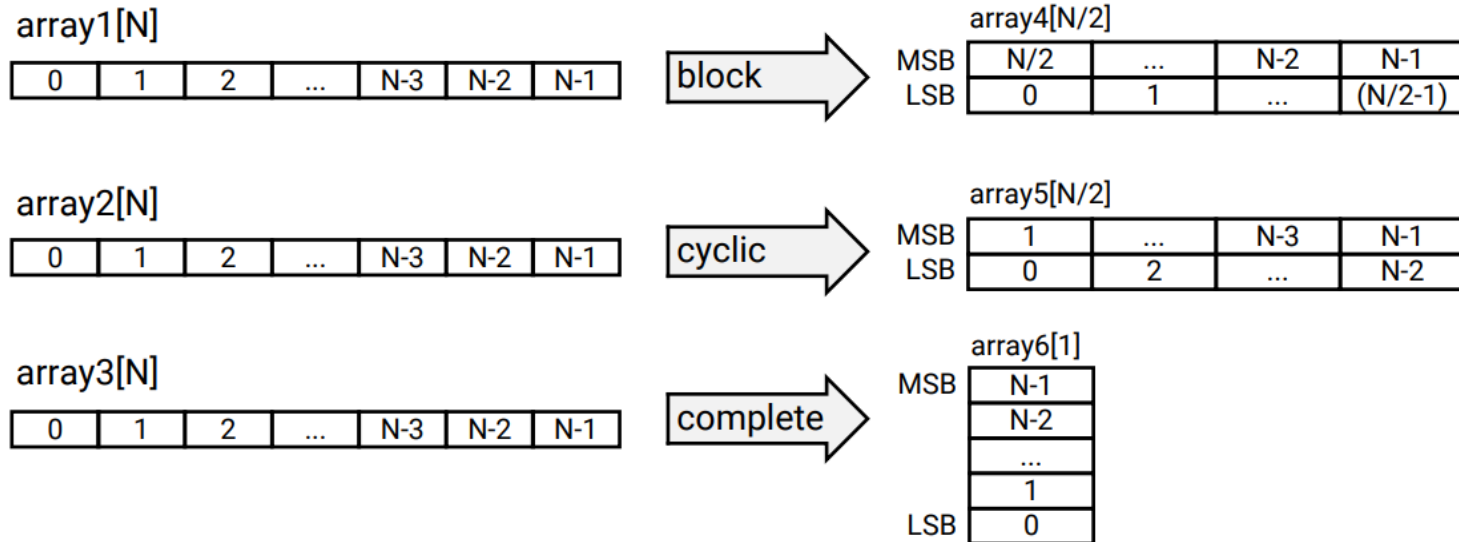 array1[N]
0 1 2 ... N-3 N-2 N-1
block
array4[N/2]
MSB N/2 ... N-2 N-1
LSB 0 1 ... (N/2-1)
array2[N]
0 1 2 ... N-3 N-2 N-1
cyclic
array5[N/2]
MSB 1 ... N-3 N-1
LSB 0 2 ... N-2
array3[N]
0 1 2 ... N-3 N-2 N-1
complete
array6[1]
MSB N-1
N-2
...
1
LSB 0